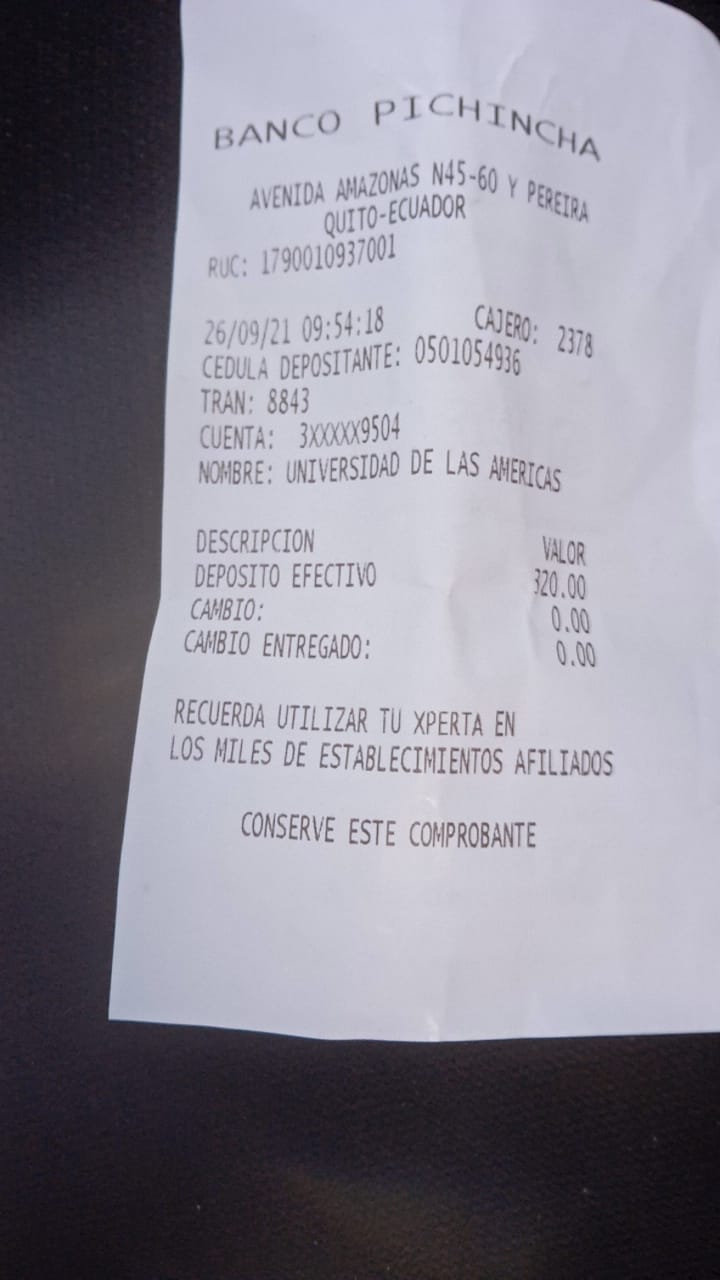 BANCO PICHINCHA
AVENIDA AMAZONAS N45-60 Y PEREIRA
QUITO-ECUADOR
RUC: 1790010937001
26/09/21 09:54:18 CAJERO: 2378
CEDULA DEPOSITANTE: 0501054936
TRAN: 8843
CUENTA: 3XXXXX9504
NOMBRE: UNIVERSIDAD DE LAS AMERICAS
DESCRIPCION VALOR
DEPOSITO EFECTIVO 320.00
CAMBIO: 0.00
CAMBIO ENTREGADO: 0.00
RECUERDA UTILIZAR TU XPERTA EN
LOS MILES DE ESTABLECIMIENTOS AFILIADOS
CONSERVE ESTE COMPROBANTE